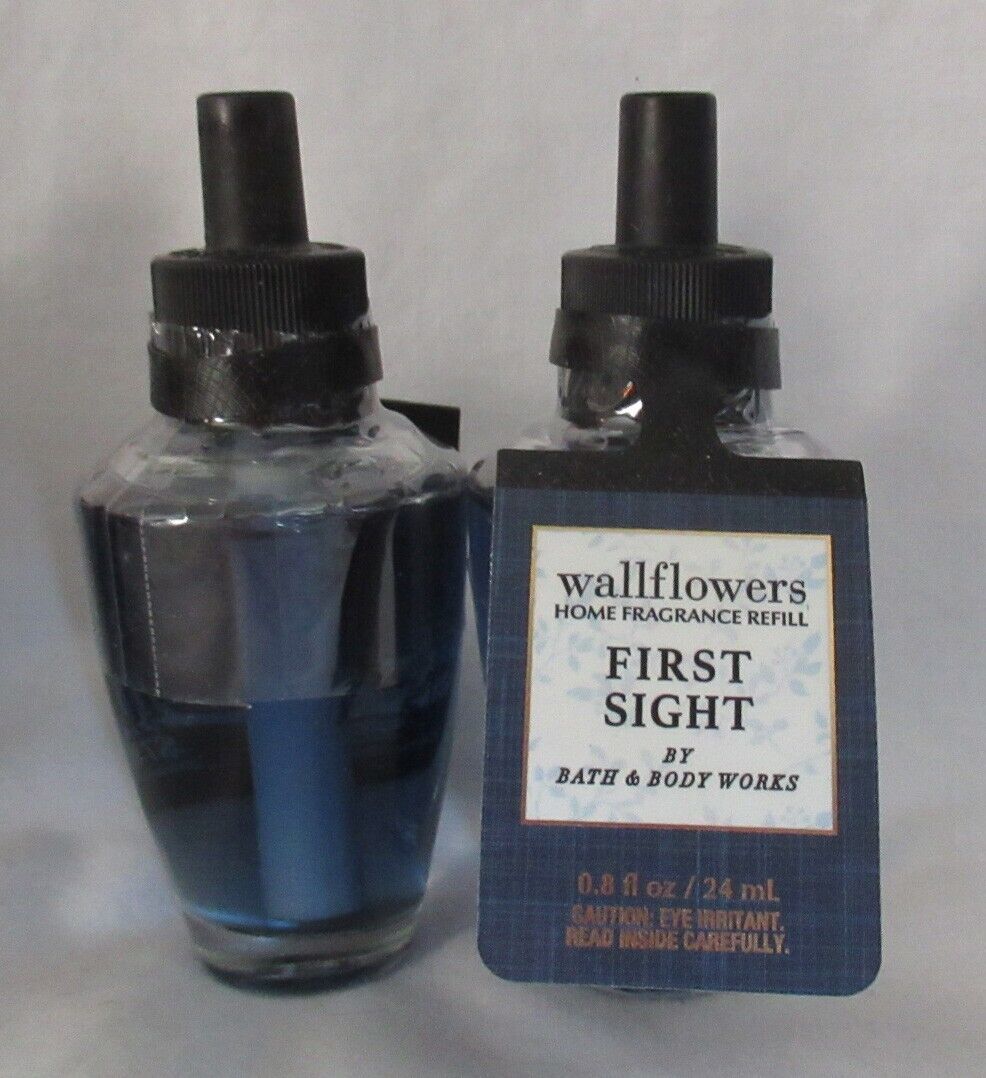 wallflowers
HOME FRAGRANCE REFILL
FIRST
SIGHT
BY
BATH & BODY WORKS
0.8 fl oz / 24 mL
CAUTION: EYE IRRITANT.
READ INSIDE CAREFULLY.